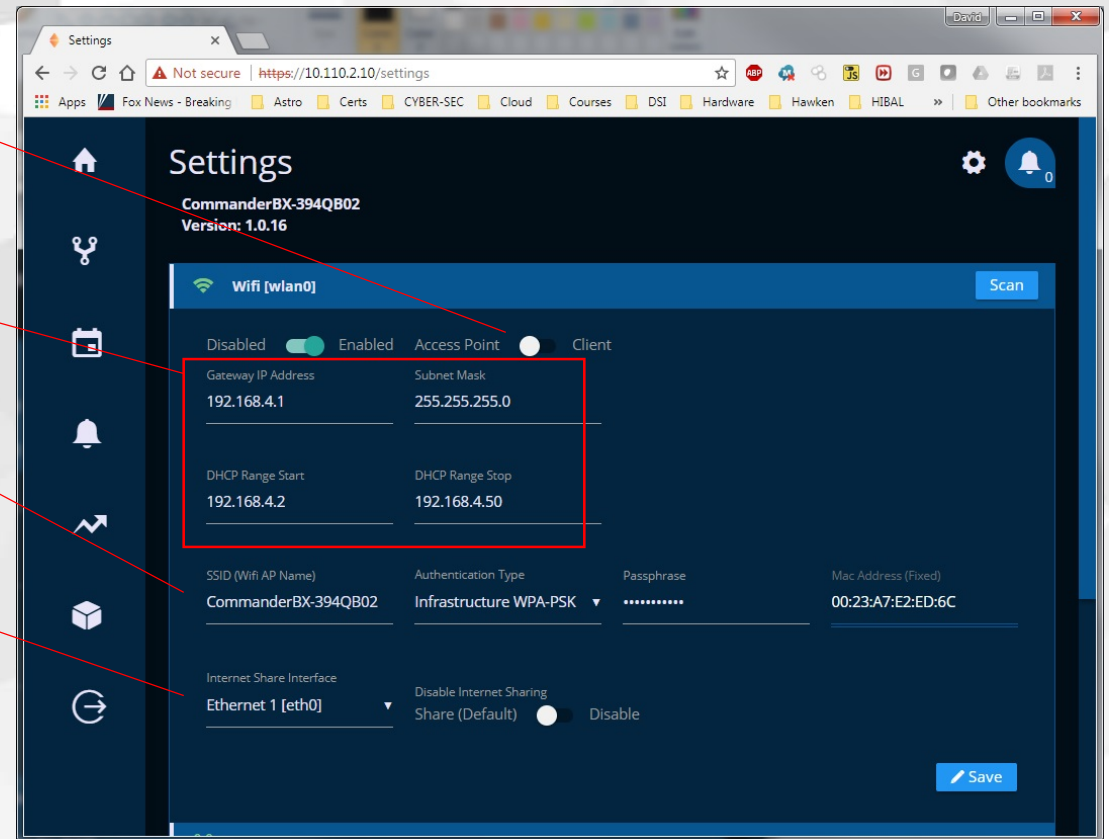 David
Settings
Not secure | https://10.110.2.10/settings
Apps Fox News - Breaking Astro Certs CYBER-SEC Cloud Courses DSI Hardware Hawken HIBAL » Other bookmarks
Settings
0
CommanderBX-394QB02
Version: 1.0.16
Wifi [wlan0] Scan
Disabled Enabled Access Point Client
Gateway IP Address Subnet Mask
192.168.4.1 255.255.255.0
DHCP Range Start DHCP Range Stop
192.168.4.2 192.168.4.50
SSID (Wifi AP Name) Authentication Type Passphrase Mac Address (Fixed)
CommanderBX-394QB02 Infrastructure WPA-PSK ▼ ••••••••••• 00:23:A7:E2:ED:6C
Internet Share Interface Disable Internet Sharing
Ethernet 1 [eth0] ▼ Share (Default) Disable
Save